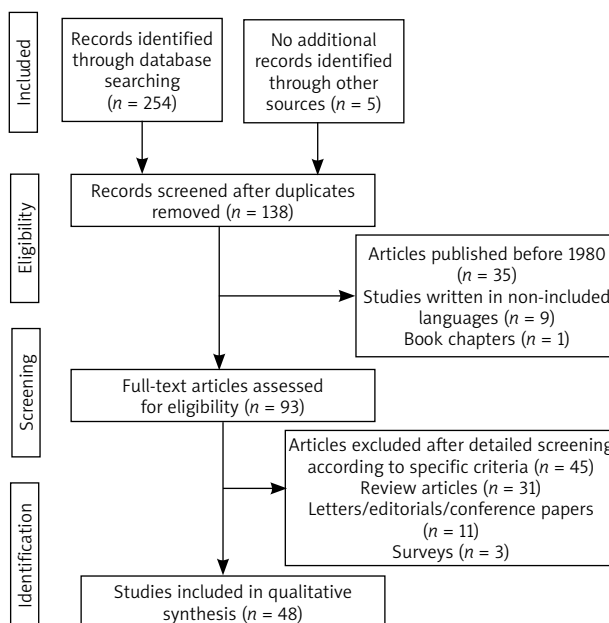 Included
Records identified
through database
searching
(n = 254)
No additional
records identified
through other
sources (n = 5)
Eligibility
Records screened after duplicates
removed (n = 138)
Articles published before 1980
(n = 35)
Studies written in non-included
languages (n = 9)
Book chapters (n = 1)
Screening
Full-text articles assessed
for eligibility (n = 93)
Articles excluded after detailed screening
according to specific criteria (n = 45)
Review articles (n = 31)
Letters/editorials/conference papers
(n = 11)
Surveys (n = 3)
Identification
Studies included in qualitative
synthesis (n = 48)